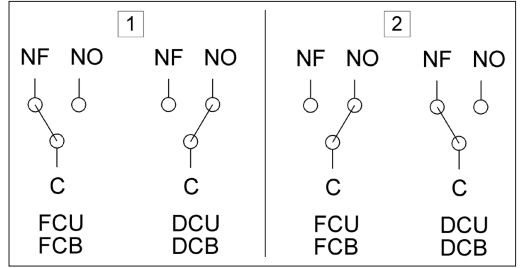 1 2
NF NO NF NO NF NO NF NO
C C C C
FCU DCU FCU DCU
FCB DCB FCB DCB